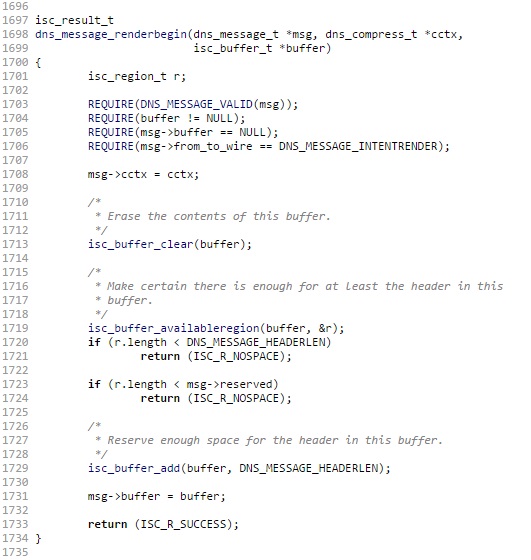 1696
1697 isc_result_t
1698 dns_message_renderbegin(dns_message_t *msg, dns_compress_t *cctx,
1699                         isc_buffer_t *buffer)
1700 {
1701         isc_region_t r;
1702
1703         REQUIRE(DNS_MESSAGE_VALID(msg));
1704         REQUIRE(buffer != NULL);
1705         REQUIRE(msg->buffer == NULL);
1706         REQUIRE(msg->from_to_wire == DNS_MESSAGE_INTENTRENDER);
1707
1708         msg->cctx = cctx;
1709
1710         /*
1711          * Erase the contents of this buffer.
1712          */
1713         isc_buffer_clear(buffer);
1714
1715         /*
1716          * Make certain there is enough for at least the header in this
1717          * buffer.
1718          */
1719         isc_buffer_availableregion(buffer, &r);
1720         if (r.length < DNS_MESSAGE_HEADERLEN)
1721                 return (ISC_R_NOSPACE);
1722
1723         if (r.length < msg->reserved)
1724                 return (ISC_R_NOSPACE);
1725
1726         /*
1727          * Reserve enough space for the header in this buffer.
1728          */
1729         isc_buffer_add(buffer, DNS_MESSAGE_HEADERLEN);
1730
1731         msg->buffer = buffer;
1732
1733         return (ISC_R_SUCCESS);
1734 }
1735